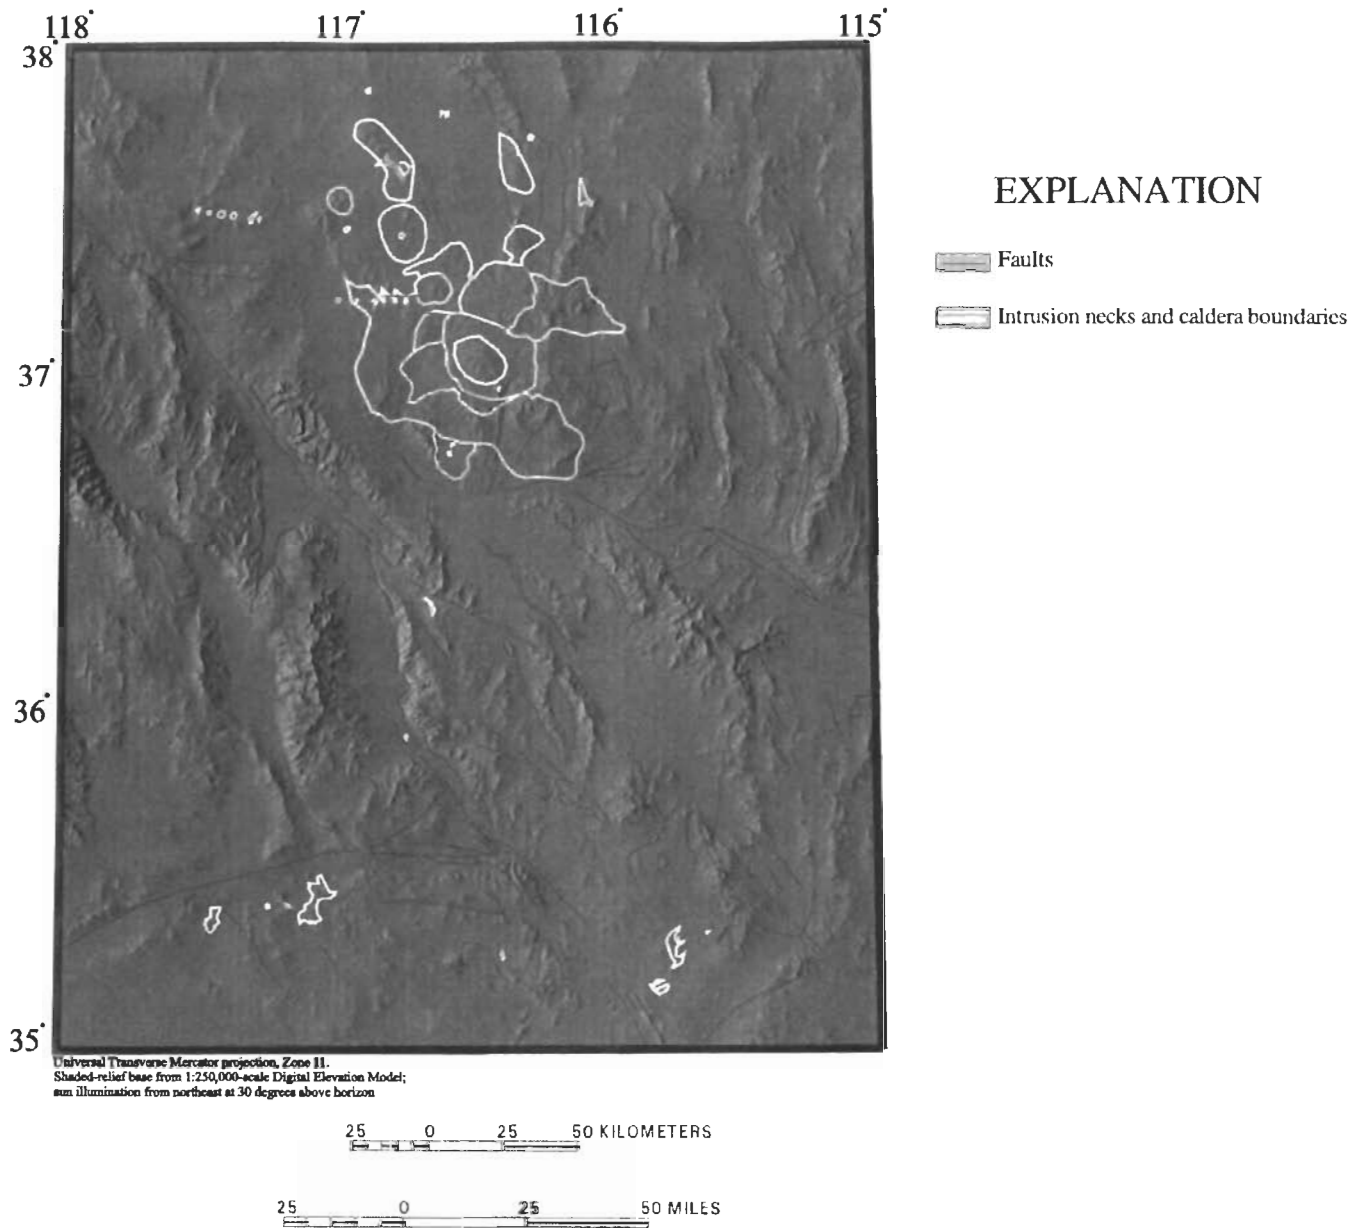 118° 117° 116° 115°
38°
EXPLANATION
Faults
Intrusion necks and caldera boundaries
37°
36°
35°
Universal Transverse Mercator projection, Zone 11.
Shaded-relief base from 1:250,000-scale Digital Elevation Model;
sun illumination from northeast at 30 degrees above horizon
25 0 25 50 KILOMETERS
25 0 25 50 MILES